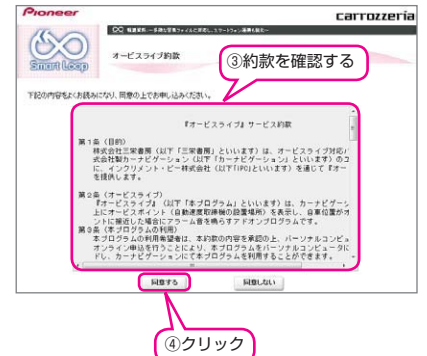 Pioneer
carrozzeria
Smart Loop
オービスライブ約款
③約款を確認する
下記の内容をよくお読みになり、同意の上でお申し込みください。
『オービスライブ』サービス約款
第1条（目的）
株式会社三栄書房（以下「三栄書房」といいます）は、オービスライブ対応パ
式会社製カーナビゲーション（以下「カーナビゲーション」といいます）のユ
に、インクリメント・ピー株式会社（以下「IPC」といいます）を通じて『オー
を提供します。
第2条（オービスライブ）
『オービスライブ』（以下「本プログラム」といいます）は、カーナビゲーシ
上にオービスポイント（自動速度取締機の設置場所）を表示し、自車位置がオ
ントに接近した場合にアラーム音を鳴らすアドオンプログラムです。
第3条（本プログラムの利用）
本プログラムの利用希望者は、本約款の内容を承認の上、パーソナルコンピュ
オンライン申込を行うことにより、本プログラムをパーソナルコンピュータに
ドし、カーナビゲーションにて本プログラムを利用することができます。
同意する
同意しない
④クリック